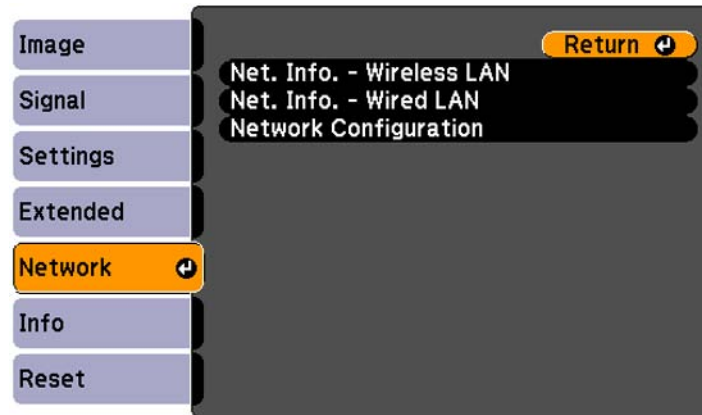 Image
Signal
Settings
Extended
Network
Info
Reset
Return
Net. Info. - Wireless LAN
Net. Info. - Wired LAN
Network Configuration